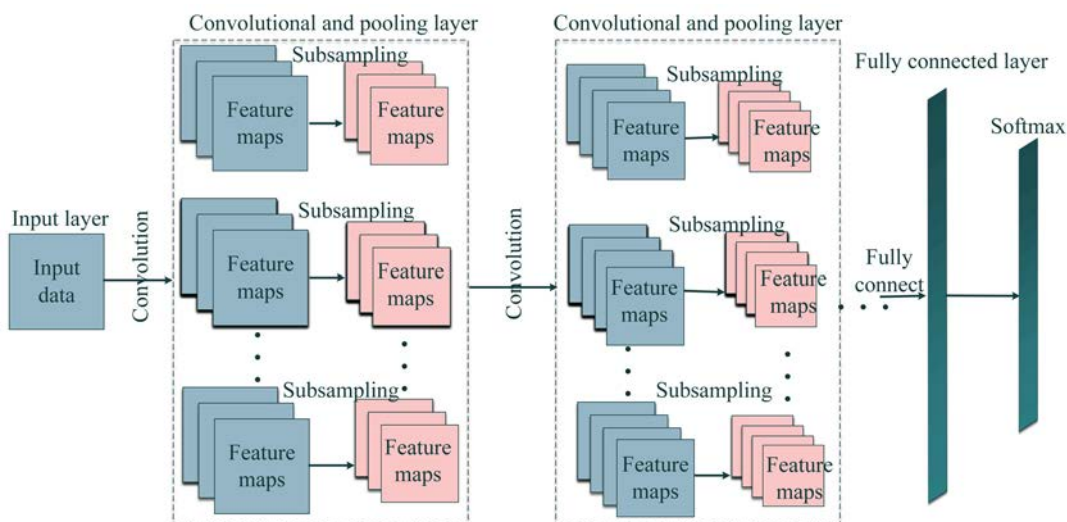 Convolutional and pooling layer
Convolutional and pooling layer
Subsampling
Feature
maps
Feature
maps
Subsampling
Feature
maps
Feature
maps
Fully connected layer
Softmax
Input layer
Input
data
Convolution
Subsampling
Feature
maps
Feature
maps
Convolution
Subsampling
Feature
maps
Feature
maps
Fully
connect
Subsampling
Feature
maps
Feature
maps
Subsampling
Feature
maps
Feature
maps